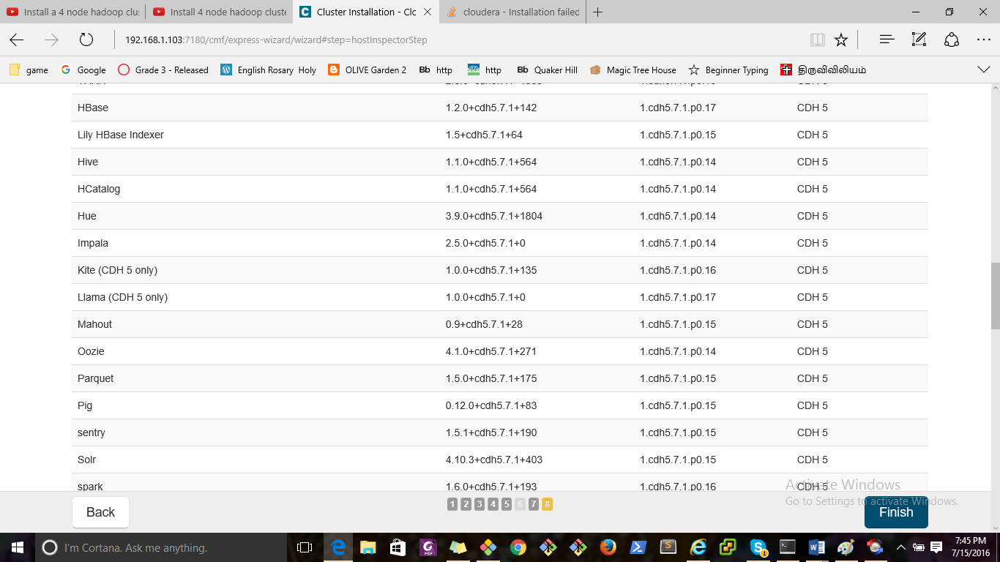 Install a 4 node hadoop clu
Install 4 node hadoop cluste
Cluster Installation - Clc
cloudera - Installation failed
192.168.1.103:7180/cmf/express-wizard/wizard#step=hostInspectorStep
game
Google
Grade 3 - Released
English Rosary Holy
OLIVE Garden 2
Bb http
http
Bb Quaker Hill
Magic Tree House
Beginner Typing
திருவிவிலியம்
HBase 1.2.0+cdh5.7.1+142 1.cdh5.7.1.p0.17 CDH 5
Lily HBase Indexer 1.5+cdh5.7.1+64 1.cdh5.7.1.p0.15 CDH 5
Hive 1.1.0+cdh5.7.1+564 1.cdh5.7.1.p0.14 CDH 5
HCatalog 1.1.0+cdh5.7.1+564 1.cdh5.7.1.p0.14 CDH 5
Hue 3.9.0+cdh5.7.1+1804 1.cdh5.7.1.p0.14 CDH 5
Impala 2.5.0+cdh5.7.1+0 1.cdh5.7.1.p0.14 CDH 5
Kite (CDH 5 only) 1.0.0+cdh5.7.1+135 1.cdh5.7.1.p0.16 CDH 5
Llama (CDH 5 only) 1.0.0+cdh5.7.1+0 1.cdh5.7.1.p0.17 CDH 5
Mahout 0.9+cdh5.7.1+28 1.cdh5.7.1.p0.15 CDH 5
Oozie 4.1.0+cdh5.7.1+271 1.cdh5.7.1.p0.14 CDH 5
Parquet 1.5.0+cdh5.7.1+175 1.cdh5.7.1.p0.15 CDH 5
Pig 0.12.0+cdh5.7.1+83 1.cdh5.7.1.p0.15 CDH 5
sentry 1.5.1+cdh5.7.1+190 1.cdh5.7.1.p0.15 CDH 5
Solr 4.10.3+cdh5.7.1+403 1.cdh5.7.1.p0.15 CDH 5
spark 1.6.0+cdh5.7.1+193 1.cdh5.7.1.p0.16 CDH 5
Activate Windows
Go to Settings to activate Windows.
Back
1 2 3 4 5 6 7 8
Finish
I'm Cortana. Ask me anything.
7:45 PM
7/15/2016